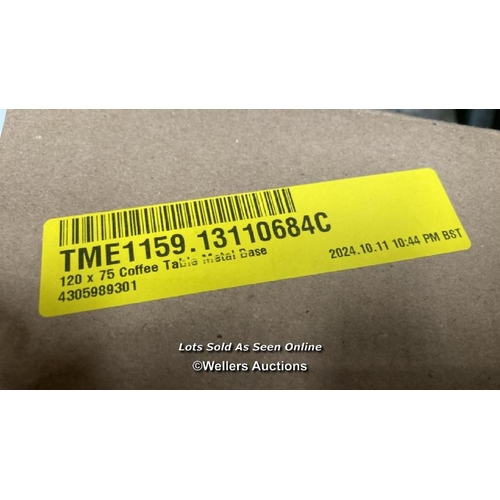 TME1159.13110684C
120 x 75 Coffee Table Metal Base
4305989301
2024.10.11 10:44 PM BST
Lots Sold As Seen Online
©Wellers Auctions